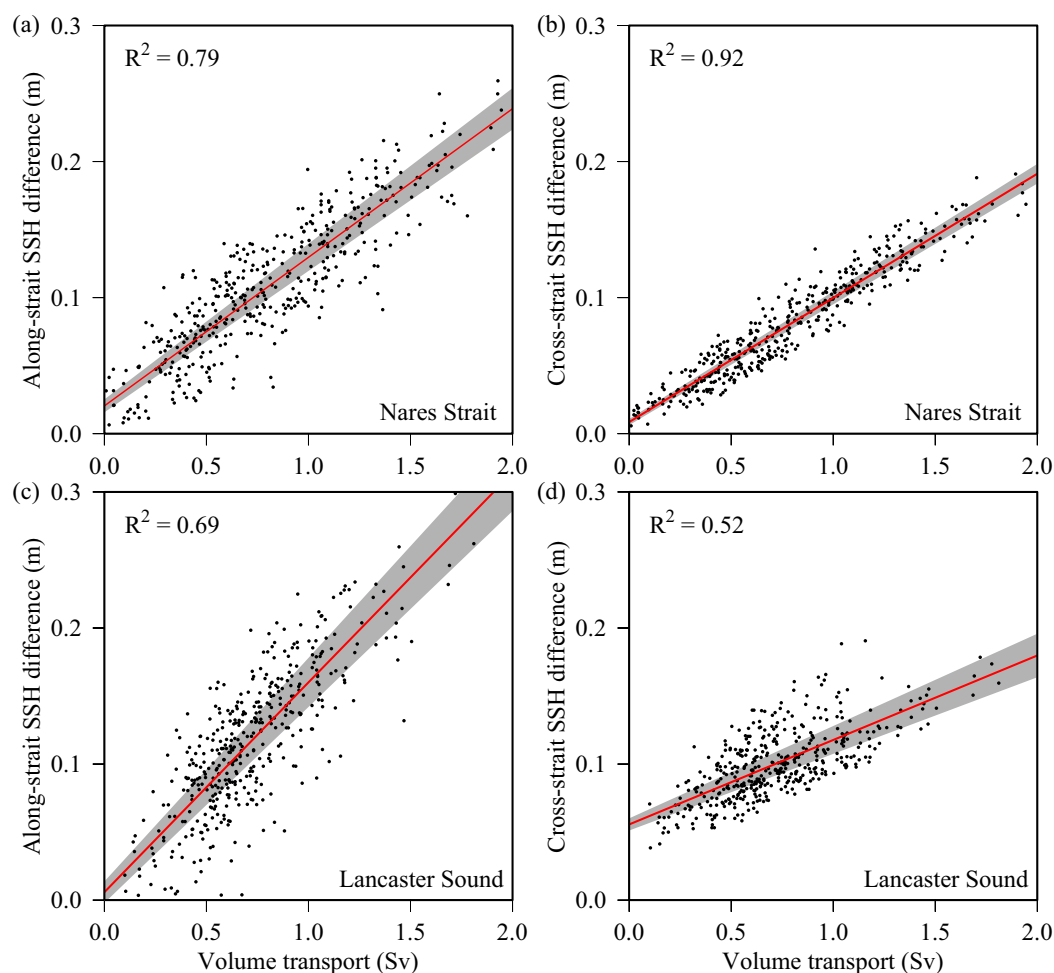 (a)
0.3
R² = 0.79
Along-strait SSH difference (m)
0.2
0.1
0.0
Nares Strait
0.0 0.5 1.0 1.5 2.0
(b)
0.3
R² = 0.92
Cross-strait SSH difference (m)
0.2
0.1
0.0
Nares Strait
0.0 0.5 1.0 1.5 2.0
(c)
0.3
R² = 0.69
Along-strait SSH difference (m)
0.2
0.1
0.0
Lancaster Sound
0.0 0.5 1.0 1.5 2.0
Volume transport (Sv)
(d)
0.3
R² = 0.52
Cross-strait SSH difference (m)
0.2
0.1
0.0
Lancaster Sound
0.0 0.5 1.0 1.5 2.0
Volume transport (Sv)